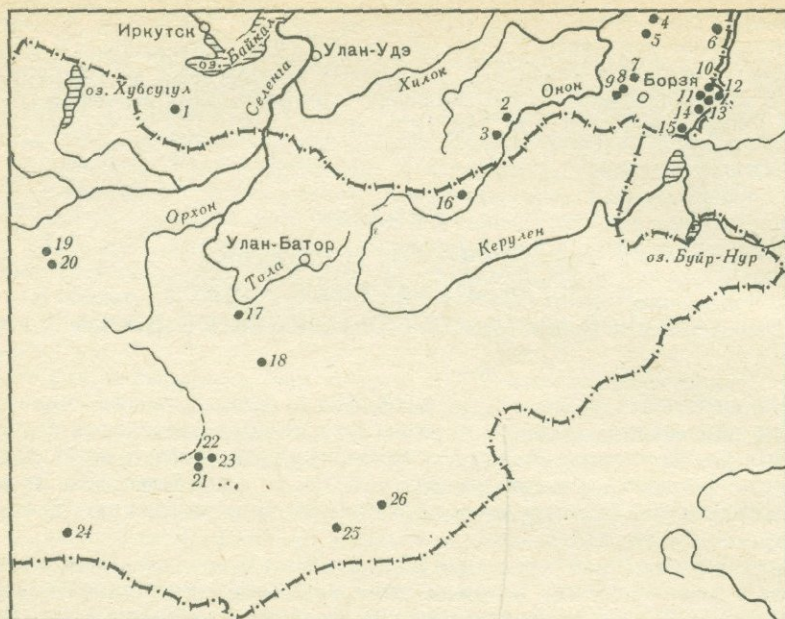 Иркутск
оз. Байкал
Улан-Удэ
оз. Хубсугул
Селенга
Хилок
Онон
Борзя
4
5
6
7
8
9
10
11
12
13
14
15
1
2
3
16
Орхон
Улан-Батор
Тола
Керулен
оз. Буйр-Нур
19
20
17
18
22
23
21
24
25
26